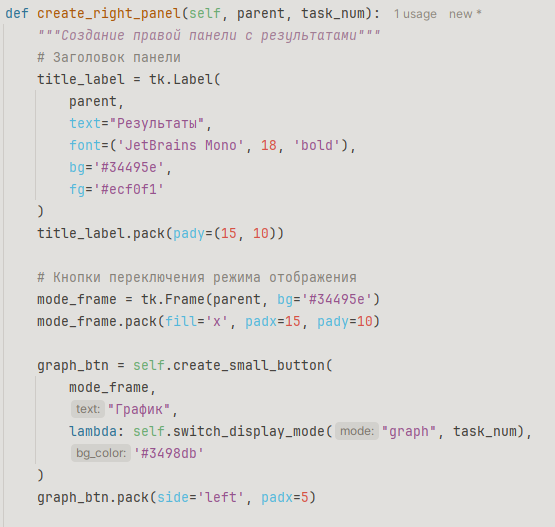 def create_right_panel(self, parent, task_num): 1 usage new *
    """Создание правой панели с результатами"""
    # Заголовок панели
    title_label = tk.Label(
        parent,
        text="Результаты",
        font=('JetBrains Mono', 18, 'bold'),
        bg='#34495e',
        fg='#ecf0f1'
    )
    title_label.pack(pady=(15, 10))

    # Кнопки переключения режима отображения
    mode_frame = tk.Frame(parent, bg='#34495e')
    mode_frame.pack(fill='x', padx=15, pady=10)

    graph_btn = self.create_small_button(
        mode_frame,
        text: "График",
        lambda: self.switch_display_mode( mode: "graph", task_num),
        bg_color: '#3498db'
    )
    graph_btn.pack(side='left', padx=5)